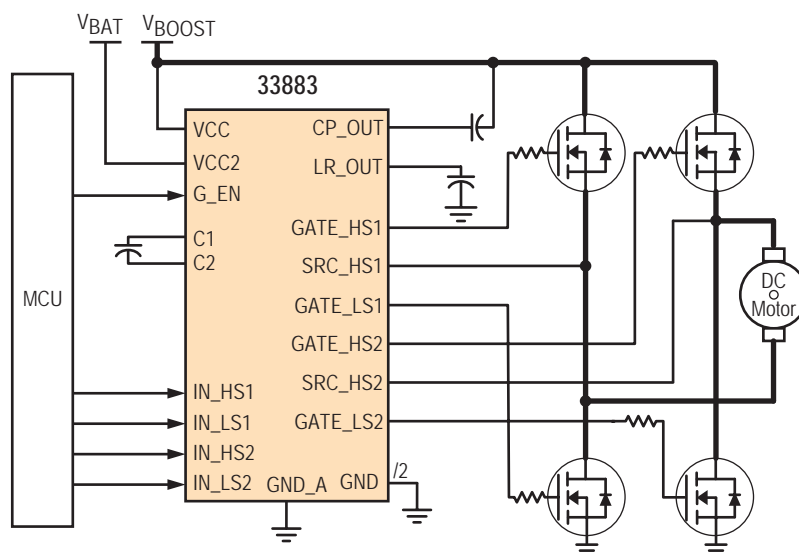 VBAT
VBOOST
33883
MCU
VCC
VCC2
G_EN
C1
C2
IN_HS1
IN_LS1
IN_HS2
IN_LS2
GND_A
CP_OUT
LR_OUT
GATE_HS1
SRC_HS1
GATE_LS1
GATE_HS2
SRC_HS2
GATE_LS2
GND
/2
DC
Motor